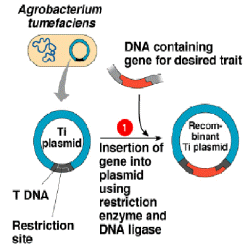 Agrobacterium
tumefaciens
DNA containing
gene for desired trait
Ti
plasmid
1
Recom-
binant
Ti plasmid
Insertion of
gene into
plasmid
using
restriction
enzyme and
DNA ligase
T DNA
Restriction
site